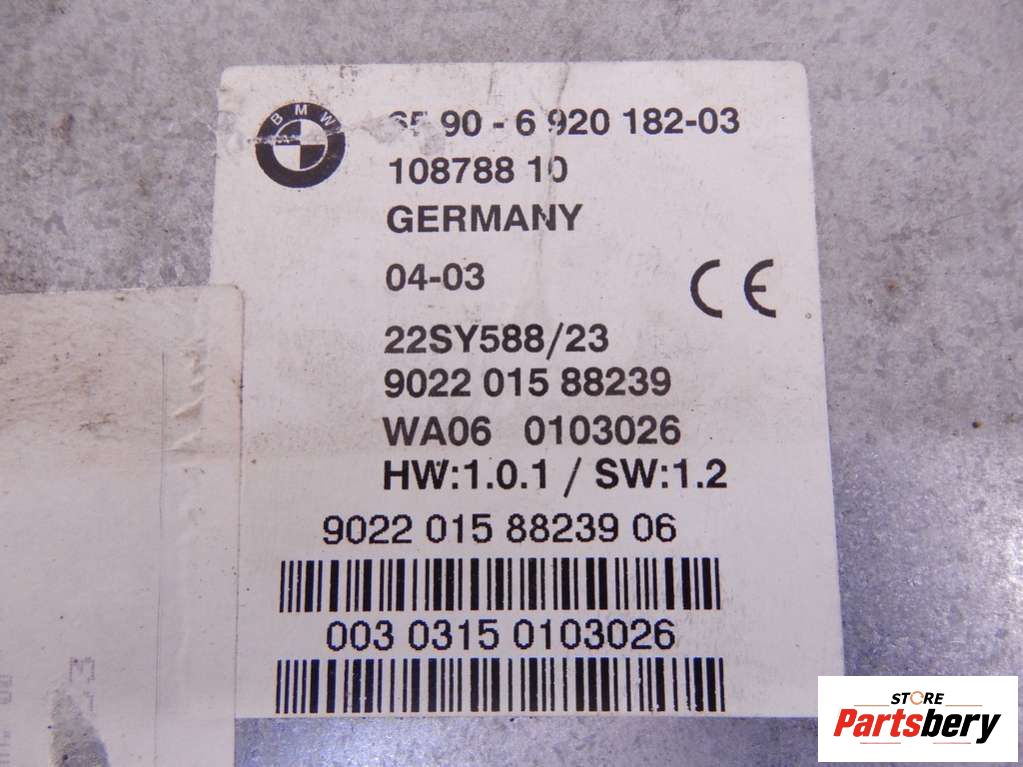 BMW
6590 - 6 920 182-03
108788 10
GERMANY
04-03
CE
22SY588/23
9022 015 88239
WA06 0103026
HW:1.0.1 / SW:1.2
9022 015 88239 06
003 0315 0103026
STORE
Partsbery